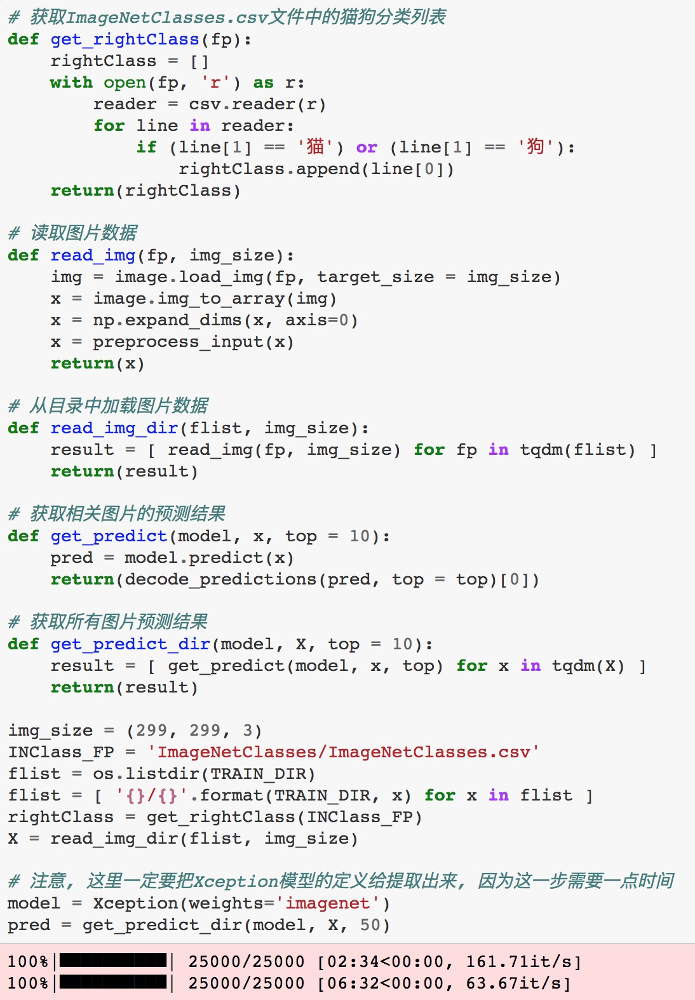 # 获取ImageNetClasses.csv文件中的猫狗分类列表
def get_rightClass(fp):
    rightClass = []
    with open(fp, 'r') as r:
        reader = csv.reader(r)
        for line in reader:
            if (line[1] == '猫') or (line[1] == '狗'):
                rightClass.append(line[0])
    return(rightClass)

# 读取图片数据
def read_img(fp, img_size):
    img = image.load_img(fp, target_size = img_size)
    x = image.img_to_array(img)
    x = np.expand_dims(x, axis=0)
    x = preprocess_input(x)
    return(x)

# 从目录中加载图片数据
def read_img_dir(flist, img_size):
    result = [ read_img(fp, img_size) for fp in tqdm(flist) ]
    return(result)

# 获取相关图片的预测结果
def get_predict(model, x, top = 10):
    pred = model.predict(x)
    return(decode_predictions(pred, top = top)[0])

# 获取所有图片预测结果
def get_predict_dir(model, X, top = 10):
    result = [ get_predict(model, x, top) for x in tqdm(X) ]
    return(result)

img_size = (299, 299, 3)
INClass_FP = 'ImageNetClasses/ImageNetClasses.csv'
flist = os.listdir(TRAIN_DIR)
flist = [ '{}/{}'.format(TRAIN_DIR, x) for x in flist ]
rightClass = get_rightClass(INClass_FP)
X = read_img_dir(flist, img_size)

# 注意, 这里一定要把Xception模型的定义给提取出来, 因为这一步需要一点时间
model = Xception(weights='imagenet')
pred = get_predict_dir(model, X, 50)
100%|██████████| 25000/25000 [02:34<00:00, 161.71it/s]
100%|██████████| 25000/25000 [06:32<00:00, 63.67it/s]